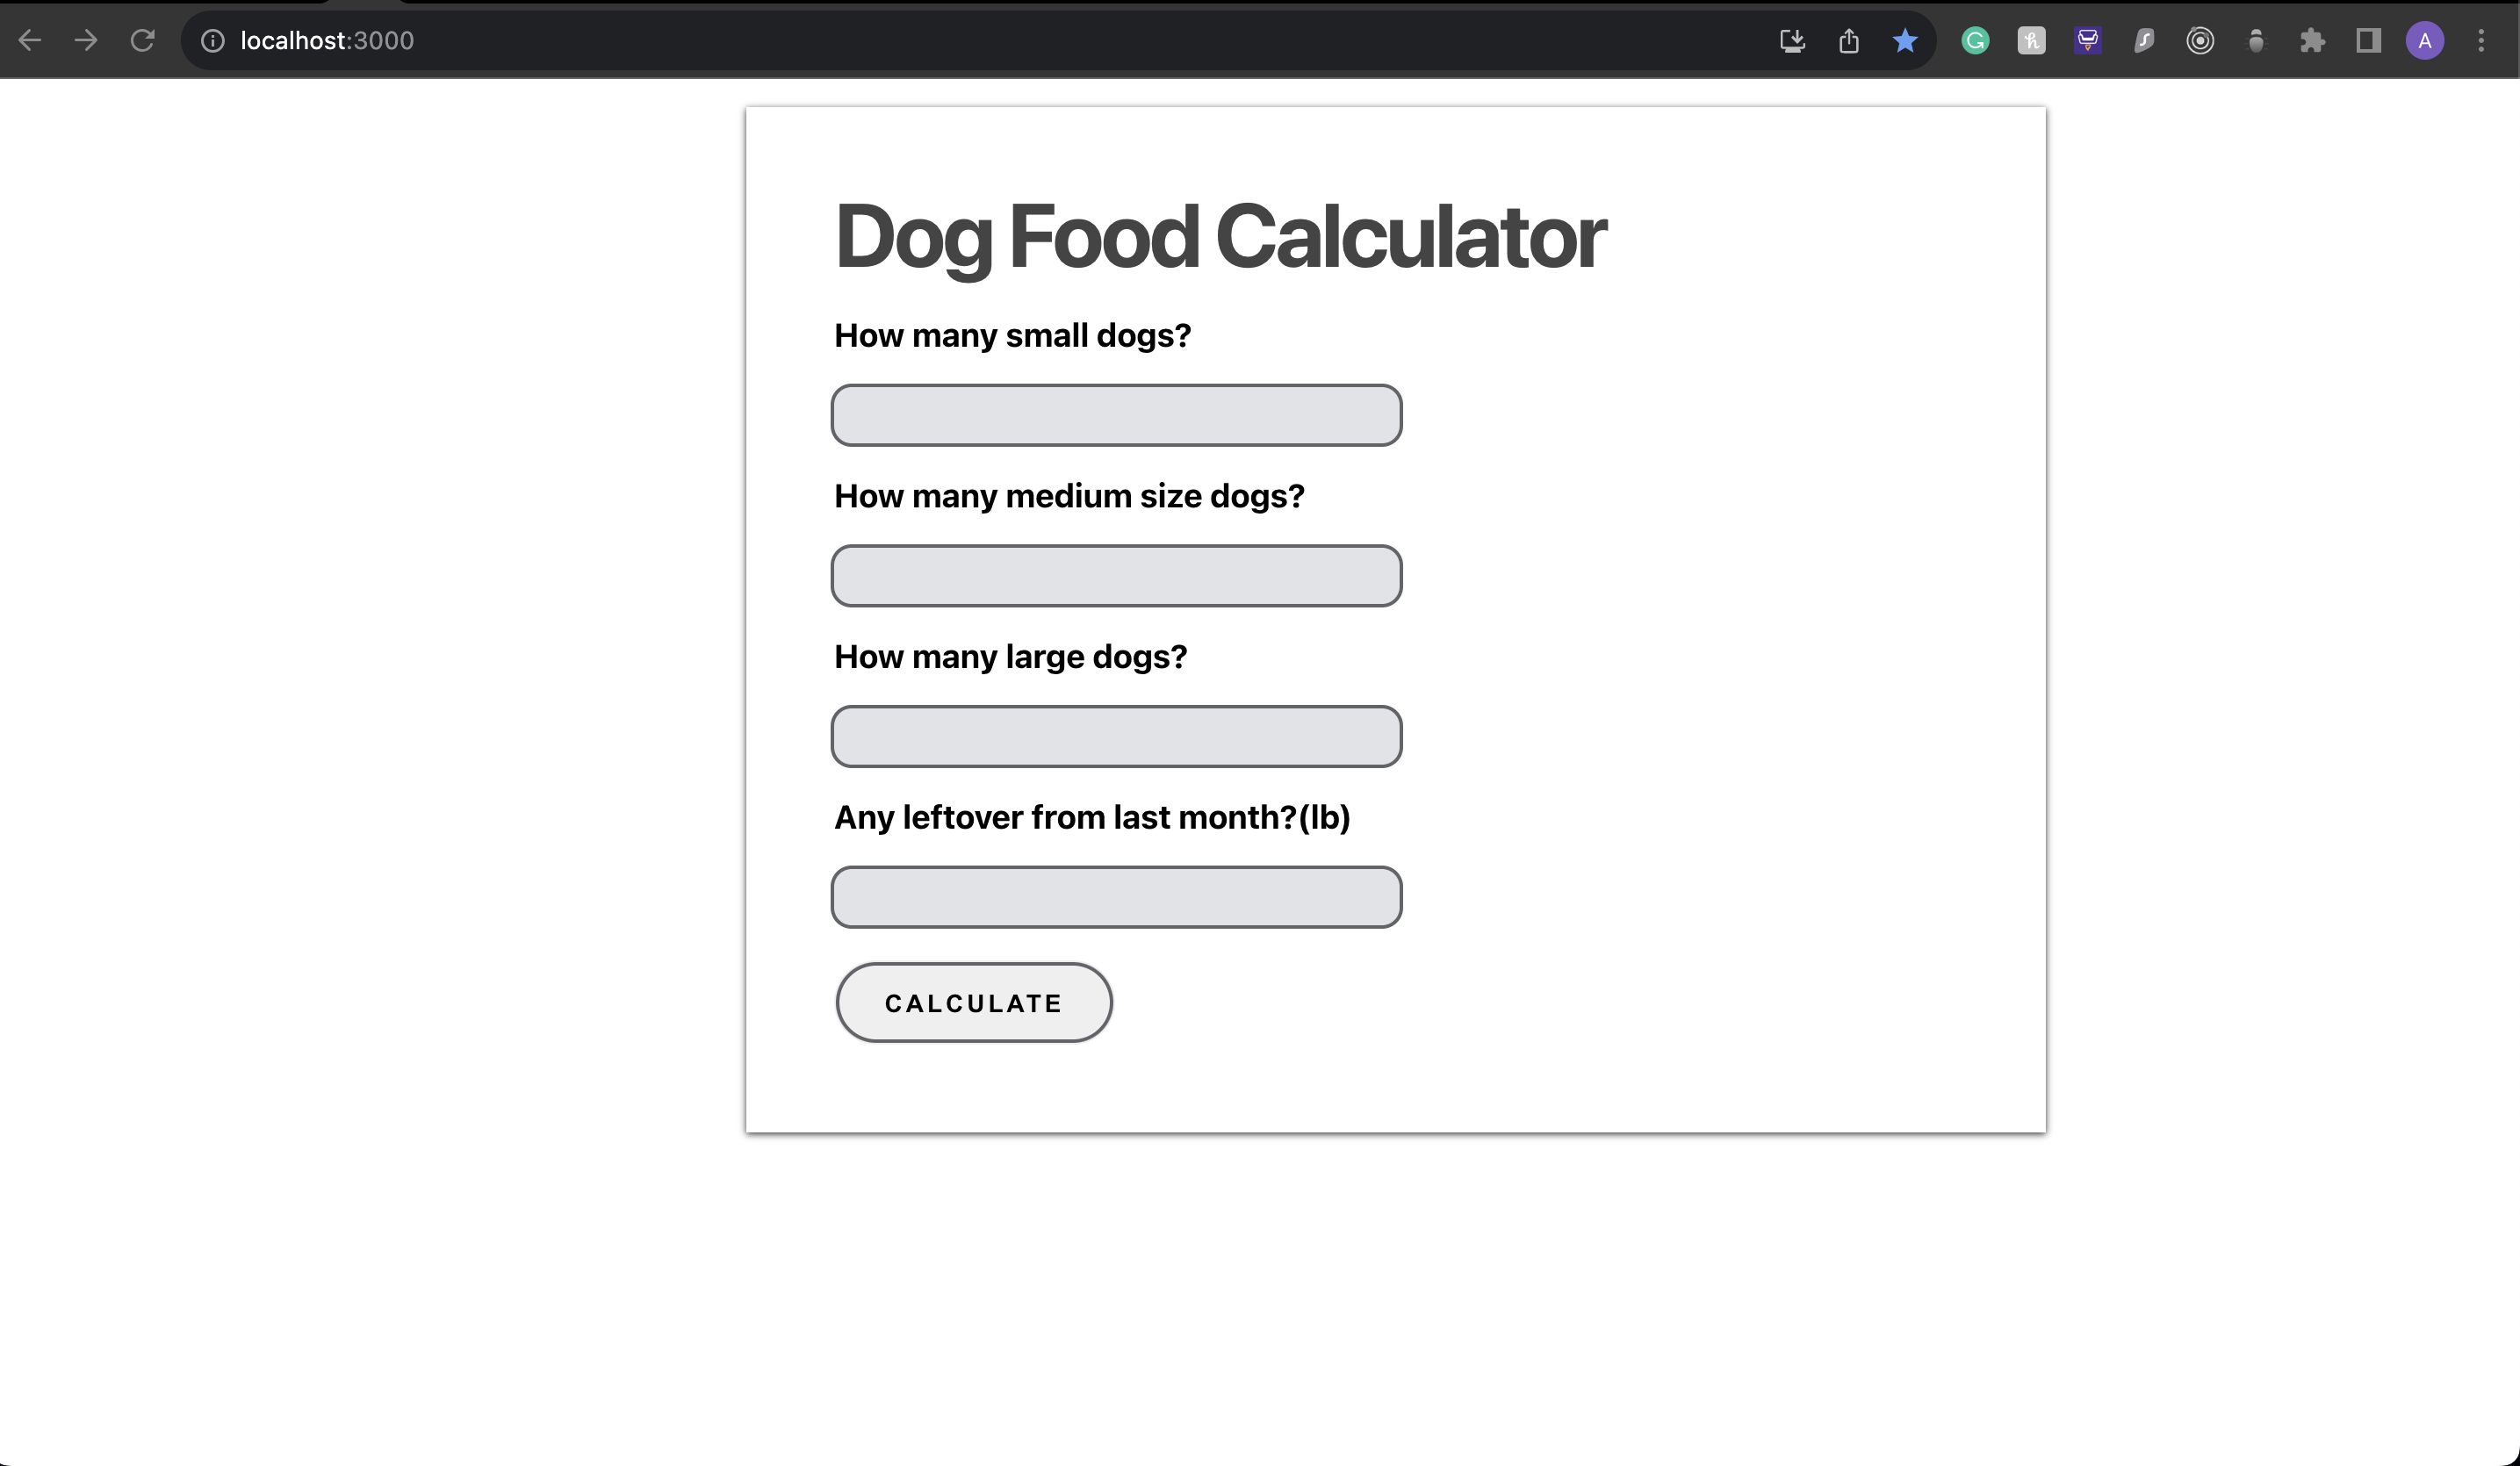 localhost:3000
A
Dog Food Calculator
How many small dogs?
How many medium size dogs?
How many large dogs?
Any leftover from last month?(lb)
CALCULATE